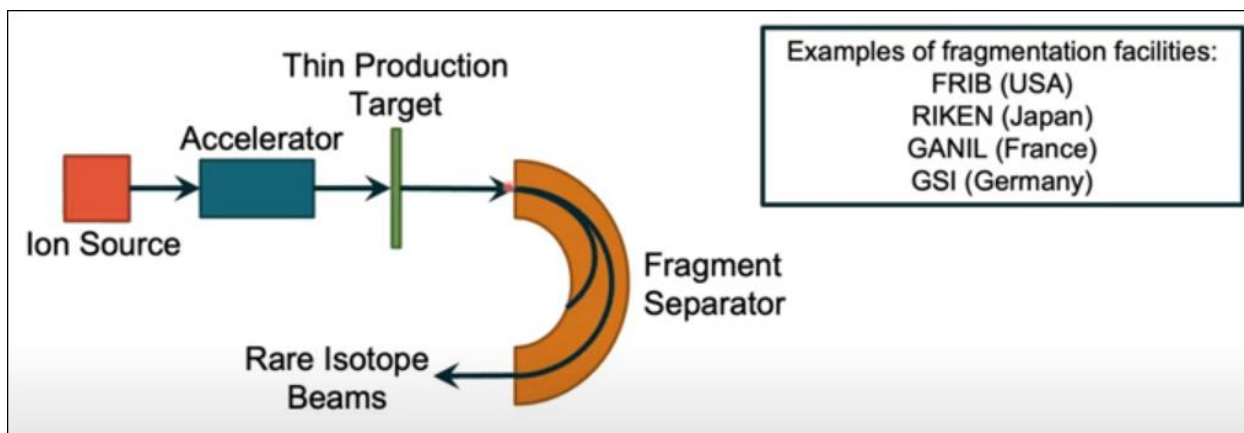 Thin Production
Target
Accelerator
Ion Source
Fragment
Separator
Rare Isotope
Beams
Examples of fragmentation facilities:
FRIB (USA)
RIKEN (Japan)
GANIL (France)
GSI (Germany)